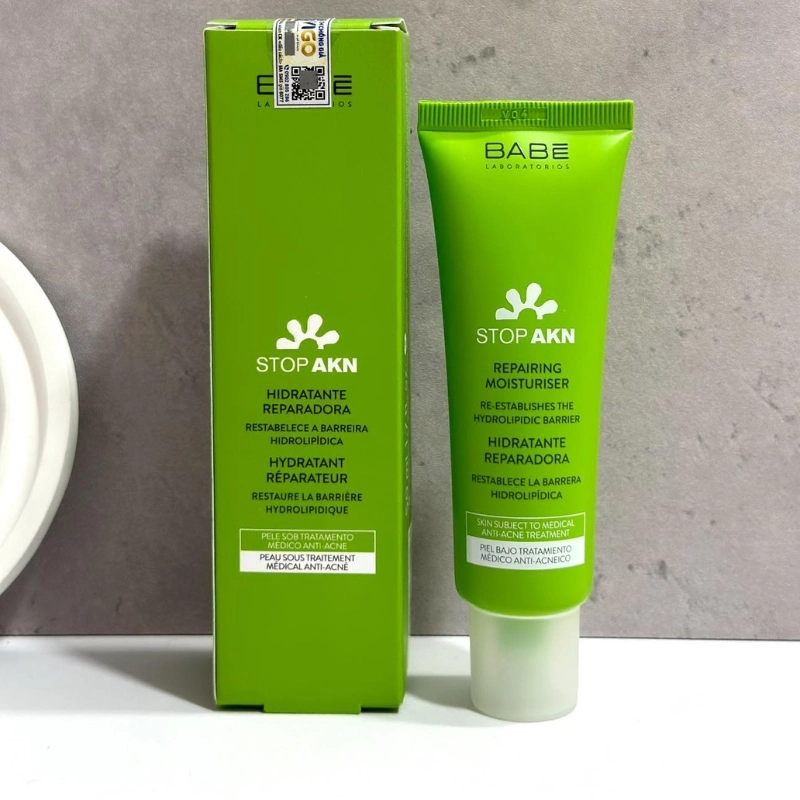 BABE
LABORATORIOS
STOP AKN
HIDRATANTE
REPARADORA
RESTABELECE A BARREIRA
HIDROLIPÍDICA
HYDRATANT
RÉPARATEUR
RESTAURE LA BARRIÈRE
HYDROLIPIDIQUE
PELE SOB TRATAMENTO
MÉDICO ANTI-ACNE
PEAU SOUS TRAITEMENT
MÉDICAL ANTI-ACNÉ
V04
BABE
LABORATORIOS
STOP AKN
REPAIRING
MOISTURISER
RE-ESTABLISHES THE
HYDROLIPIDIC BARRIER
HIDRATANTE
REPARADORA
RESTABLECE LA BARRERA
HIDROLIPÍDICA
SKIN SUBJECT TO MEDICAL
ANTI-ACNE TREATMENT
PIEL BAJO TRATAMIENTO
MÉDICO ANTI-ACNEICO